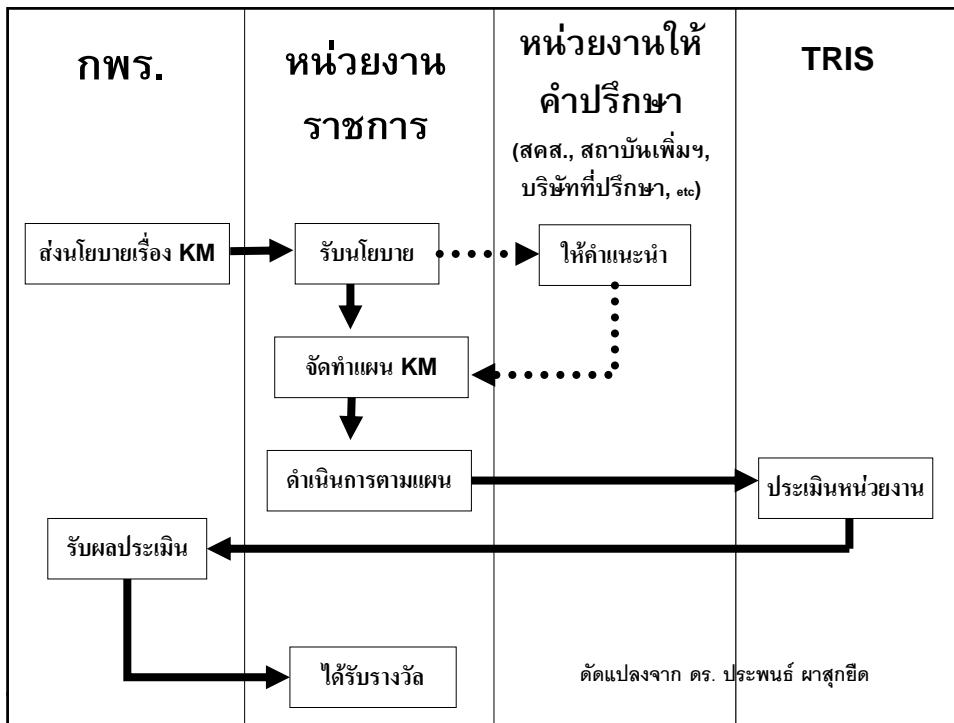 กพร.
หน่วยงาน
ราชการ
หน่วยงานให้
คำปรึกษา
(สคส., สถาบันเพิ่มฯ,
บริษัทที่ปรึกษา, etc)
TRIS
ส่งนโยบายเรื่อง KM
รับนโยบาย
ให้คำแนะนำ
จัดทำแผน KM
ดำเนินการตามแผน
ประเมินหน่วยงาน
รับผลประเมิน
ได้รับรางวัล
ดัดแปลงจาก ดร. ประพนธ์ ผาสุกยืด